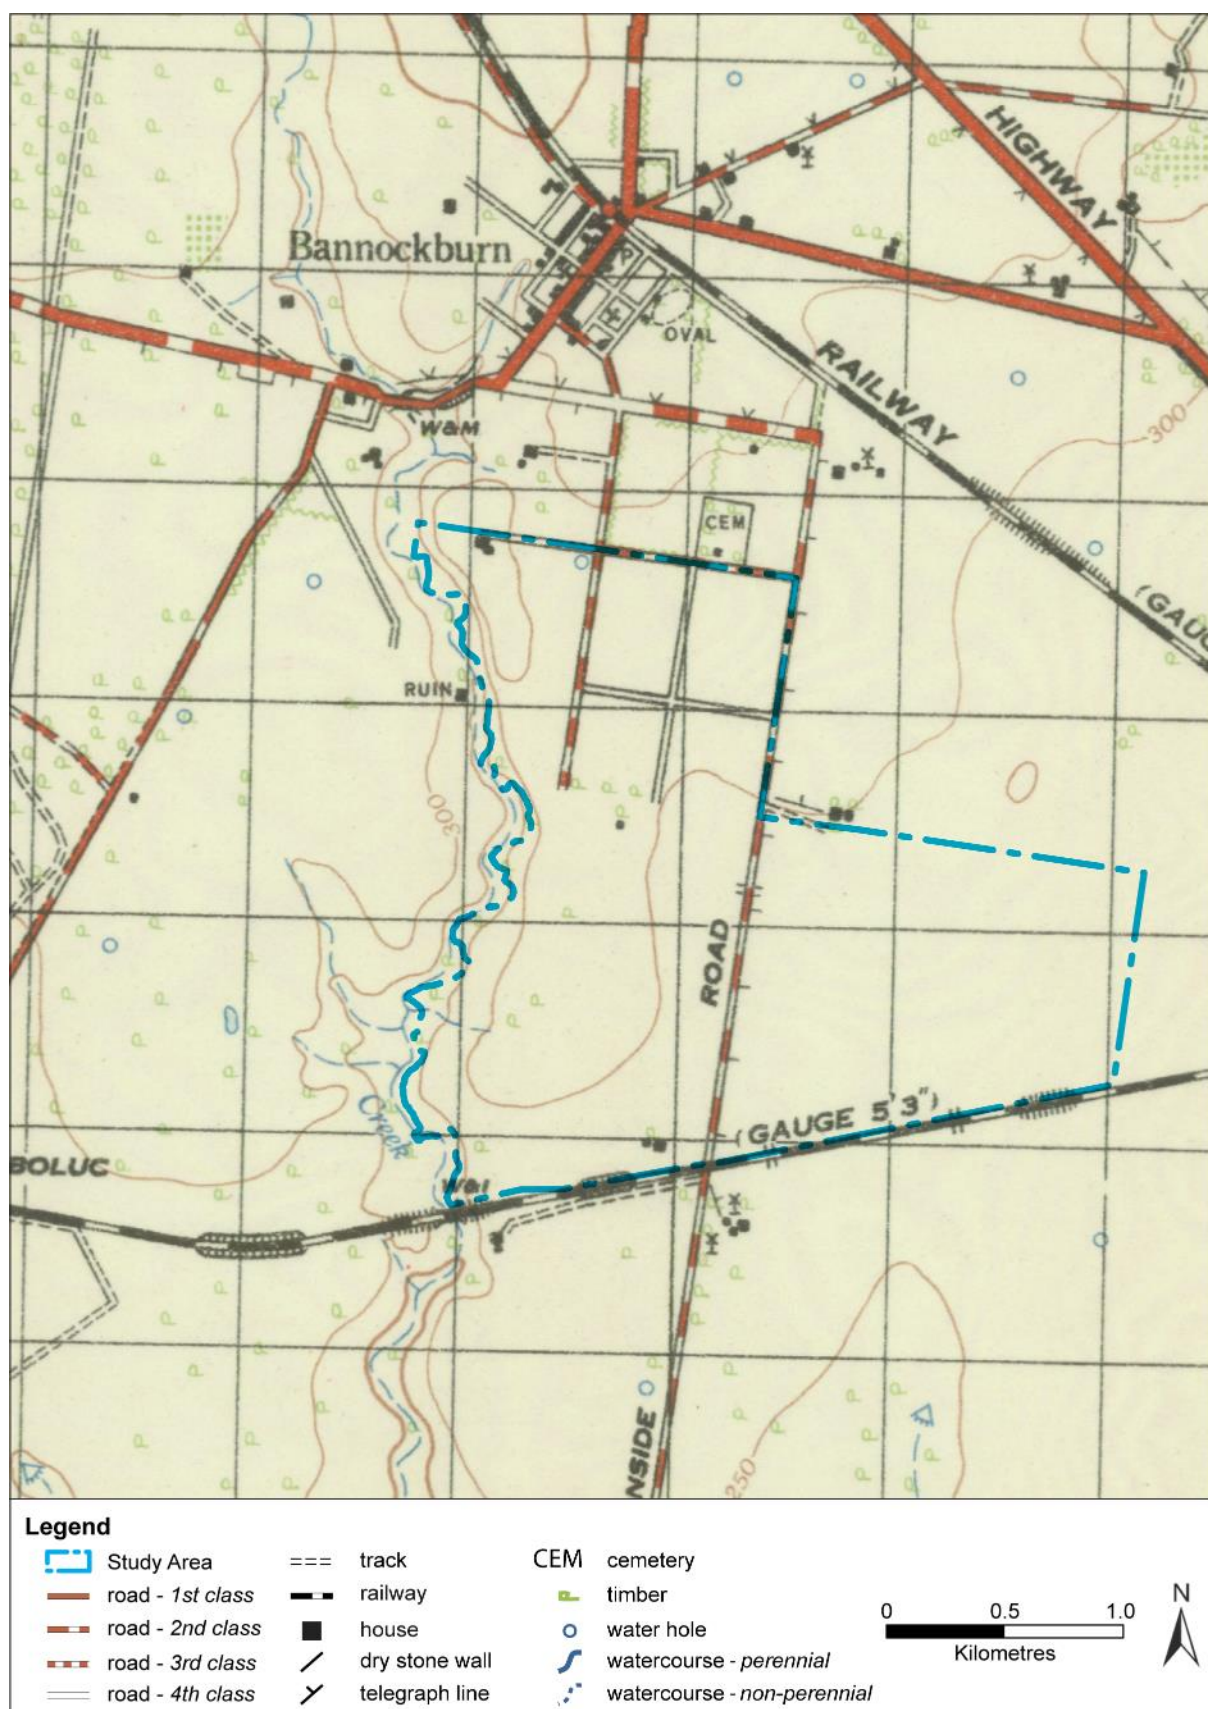 HIGHWAY
Bannockburn
P
OVAL
RAILWAY
W&M
300
CEM
(GAUG
RUIN
300
ROAD
Creek
(GAUGE 5'3")
BOLUC
W&I
NSIDE
250
Legend
Study Area
road - 1st class
road - 2nd class
road - 3rd class
road - 4th class
track
railway
house
dry stone wall
telegraph line
CEM cemetery
timber
water hole
watercourse - perennial
watercourse - non-perennial
0 0.5 1.0
Kilometres
N